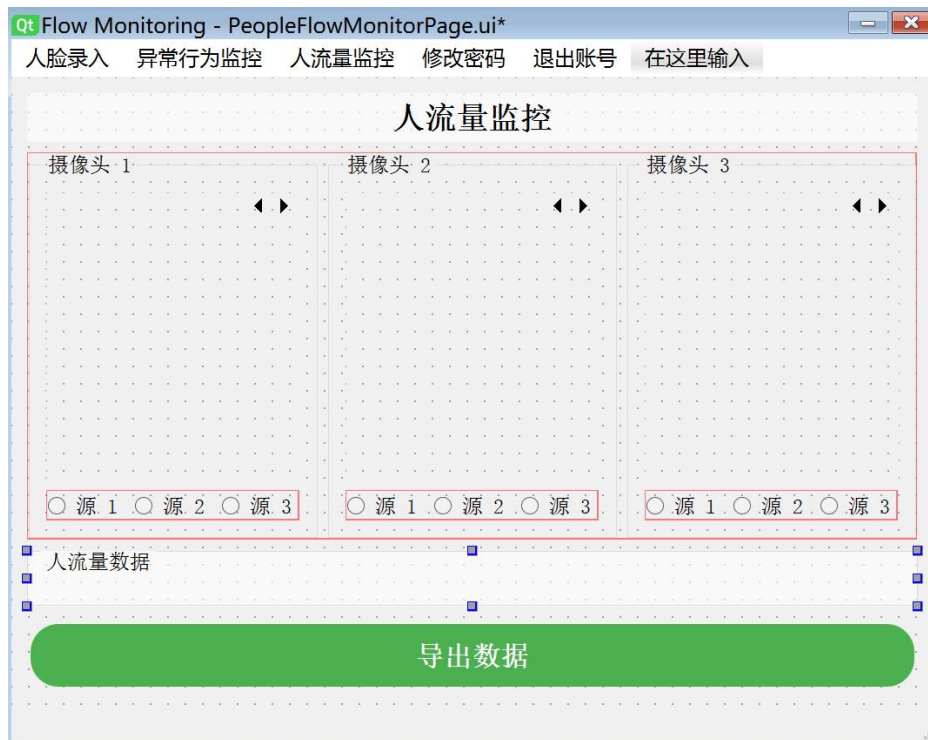 Qt Flow Monitoring - PeopleFlowMonitorPage.ui*
人脸录入 异常行为监控 人流量监控 修改密码 退出账号 在这里输入
人流量监控
摄像头 1 摄像头 2 摄像头 3
源 1 源 2 源 3 源 1 源 2 源 3 源 1 源 2 源 3
人流量数据
导出数据